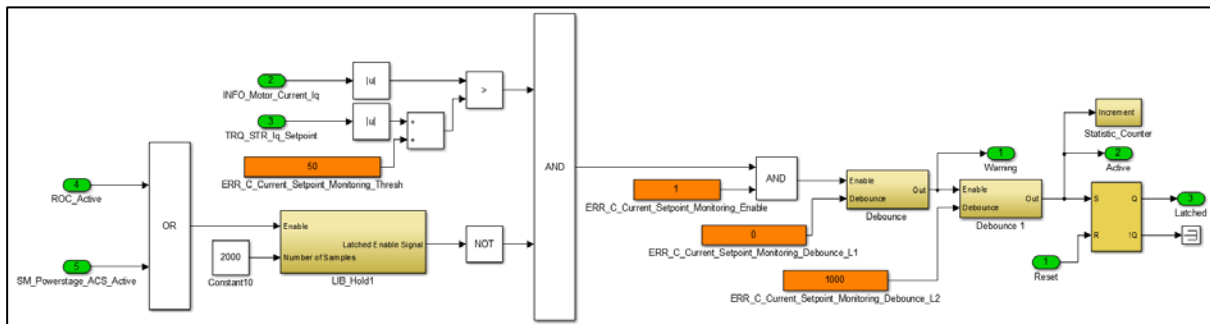 2
INFO_Motor_Current_Iq
|u|
3
TRQ_STR_Iq_Setpoint
|u|
+
+
>
50
ERR_C_Current_Setpoint_Monitoring_Thresh
4
ROC_Active
5
SM_Powerstage_ACS_Active
OR
2000
Constant10
Enable
Latched Enable Signal
Number of Samples
LIB_Hold1
NOT
AND
1
ERR_C_Current_Setpoint_Monitoring_Enable
AND
0
ERR_C_Current_Setpoint_Monitoring_Debounce_L1
1000
ERR_C_Current_Setpoint_Monitoring_Debounce_L2
Enable
Out
Debounce
Debounce
1
Warning
Enable
Out
Debounce
Debounce 1
Increment
Statistic_Counter
2
Active
S
Q
R
!Q
3
Latched
1
Reset